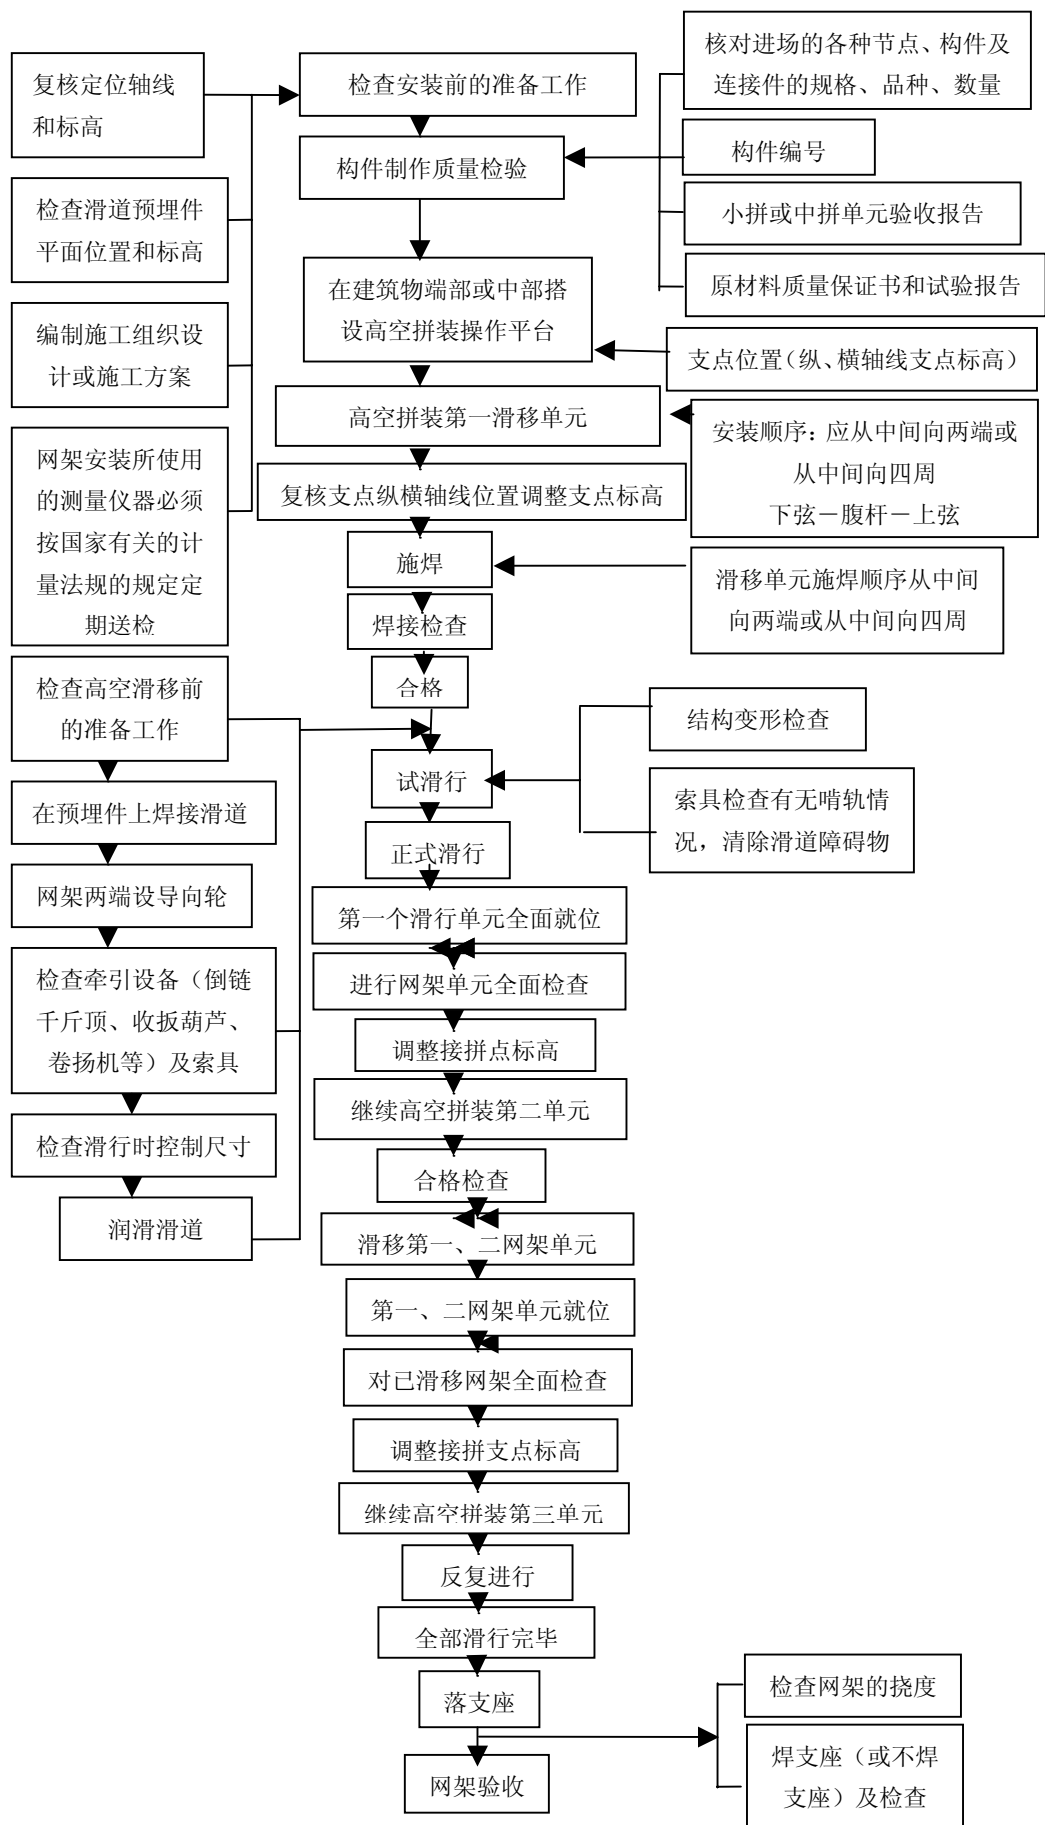 复核定位轴线
和标高
检查滑道预埋件
平面位置和标高
编制施工组织设
计或施工方案
网架安装所使用
的测量仪器必须
按国家有关的计
量法规的规定定
期送检
检查安装前的准备工作
构件制作质量检验
核对进场的各种节点、构件及
连接件的规格、品种、数量
构件编号
小拼或中拼单元验收报告
原材料质量保证书和试验报告
在建筑物端部或中部搭
设高空拼装操作平台
支点位置（纵、横轴线支点标高）
高空拼装第一滑移单元
安装顺序：应从中间向两端或
从中间向四周
下弦－腹杆－上弦
复核支点纵横轴线位置调整支点标高
施焊
滑移单元施焊顺序从中间
向两端或从中间向四周
焊接检查
合格
检查高空滑移前
的准备工作
在预埋件上焊接滑道
网架两端设导向轮
检查牵引设备（倒链
千斤顶、收扳葫芦、
卷扬机等）及索具
检查滑行时控制尺寸
润滑滑道
试滑行
结构变形检查
索具检查有无啃轨情
况，清除滑道障碍物
正式滑行
第一个滑行单元全面就位
进行网架单元全面检查
调整接拼点标高
继续高空拼装第二单元
合格检查
滑移第一、二网架单元
第一、二网架单元就位
对已滑移网架全面检查
调整接拼支点标高
继续高空拼装第三单元
反复进行
全部滑行完毕
落支座
检查网架的挠度
焊支座（或不焊
支座）及检查
网架验收